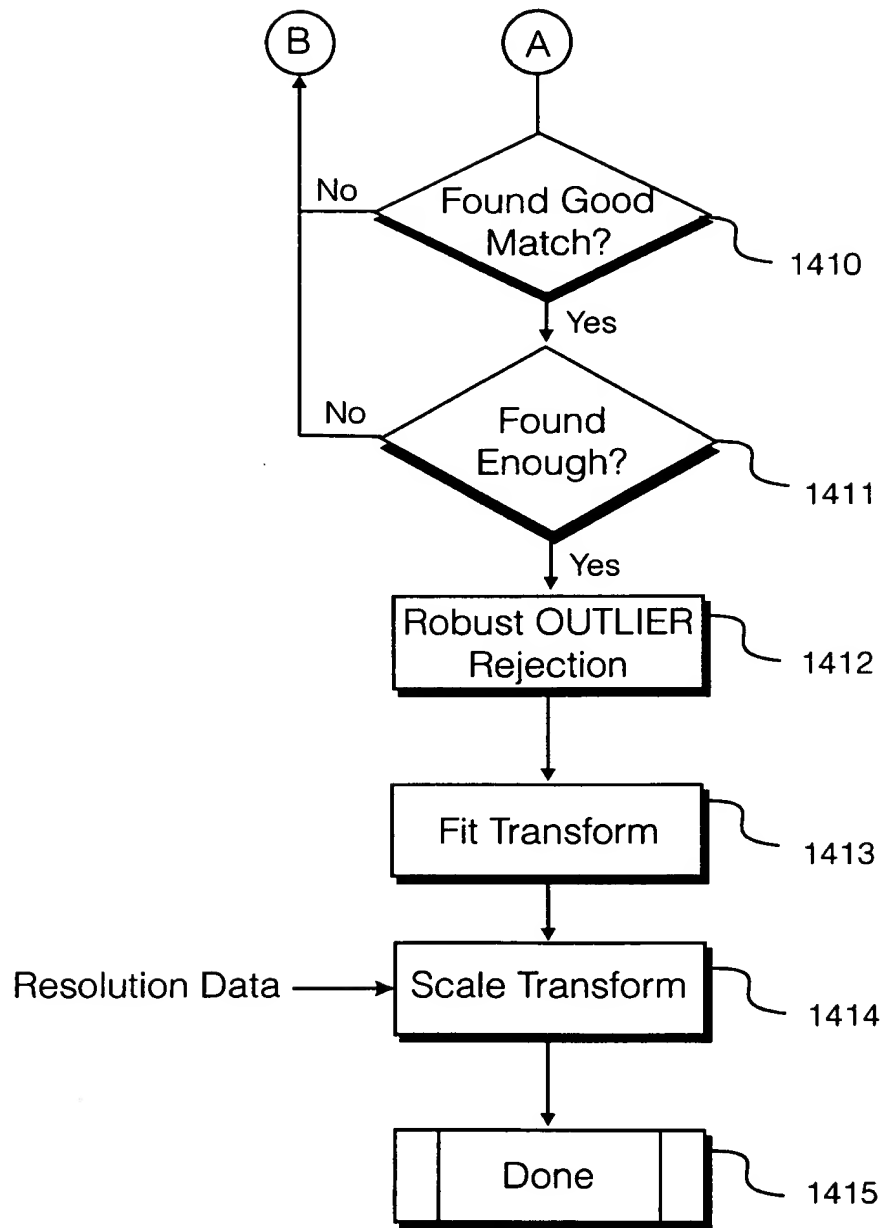 B
A
No
Found Good
Match?
1410
Yes
No
Found
Enough?
1411
Yes
Robust OUTLIER
Rejection
1412
Fit Transform
1413
Resolution Data
Scale Transform
1414
Done
1415